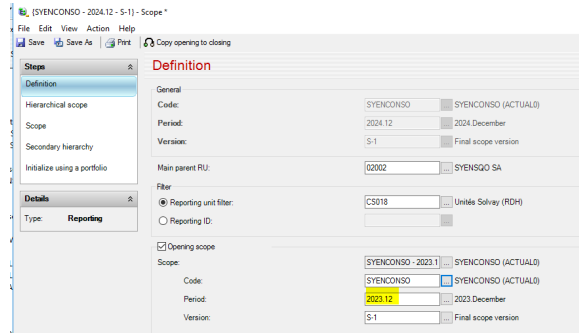 {SYENCONSO - 2024.12 - S-1} - Scope *
File Edit View Action Help
Save Save As Print Copy opening to closing
Steps
Definition
Hierarchical scope
Scope
Secondary hierarchy
Initialize using a portfolio
Details
Type: Reporting
Definition
General
Code: SYENCONSO ... SYENCONSO (ACTUAL0)
Period: 2024.12 ... 2024.December
Version: S-1 ... Final scope version
Main parent RU: 02002 ... SYENSQO SA
Filter
Reporting unit filter: CS018 ... Unités Solvay (RDH)
Reporting ID: ...
Opening scope
Scope: SYENCONSO - 2023.1 ... SYENCONSO (ACTUAL0)
Code: SYENCONSO ... SYENCONSO (ACTUAL0)
Period: 2023.12 ... 2023.December
Version: S-1 ... Final scope version